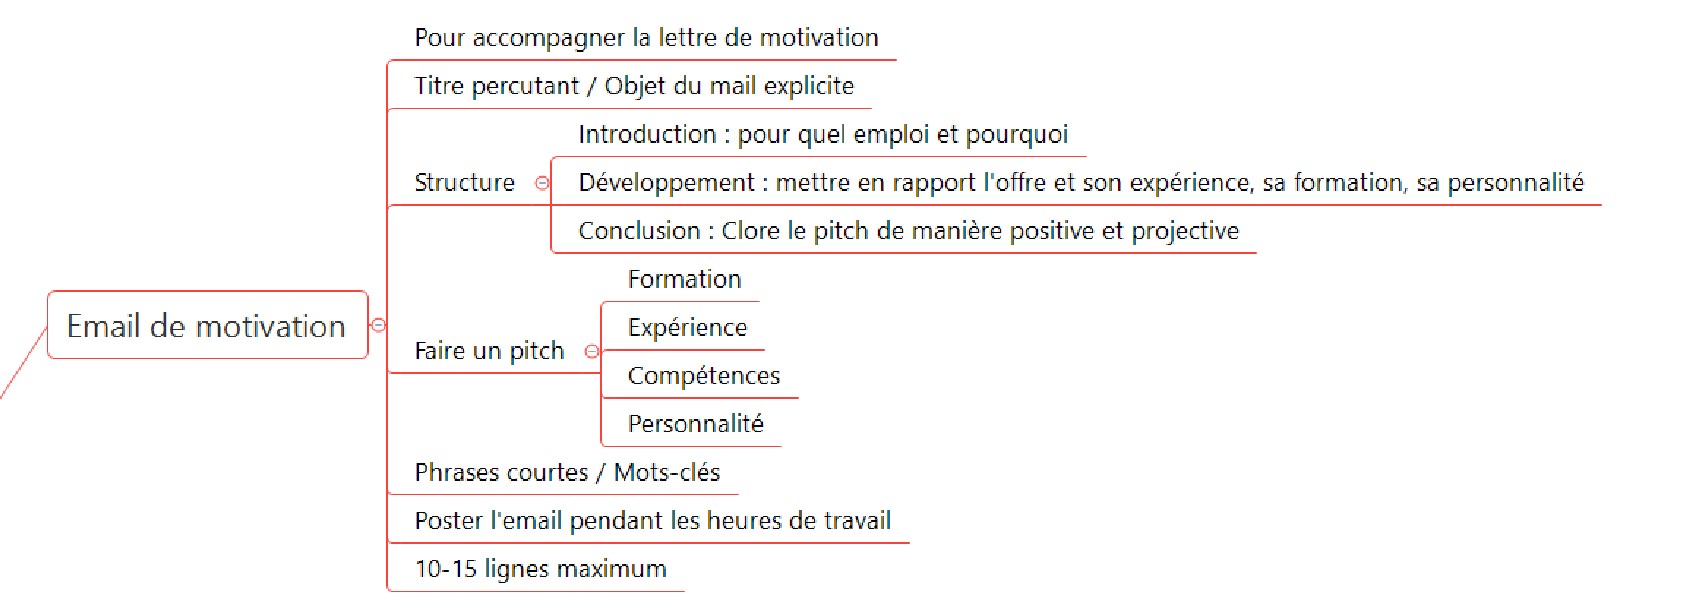 Pour accompagner la lettre de motivation
Titre percutant / Objet du mail explicite
Introduction : pour quel emploi et pourquoi
Structure
Développement : mettre en rapport l'offre et son expérience, sa formation, sa personnalité
Conclusion : Clore le pitch de manière positive et projective
Formation
Email de motivation
Expérience
Faire un pitch
Compétences
Personnalité
Phrases courtes / Mots-clés
Poster l'email pendant les heures de travail
10-15 lignes maximum